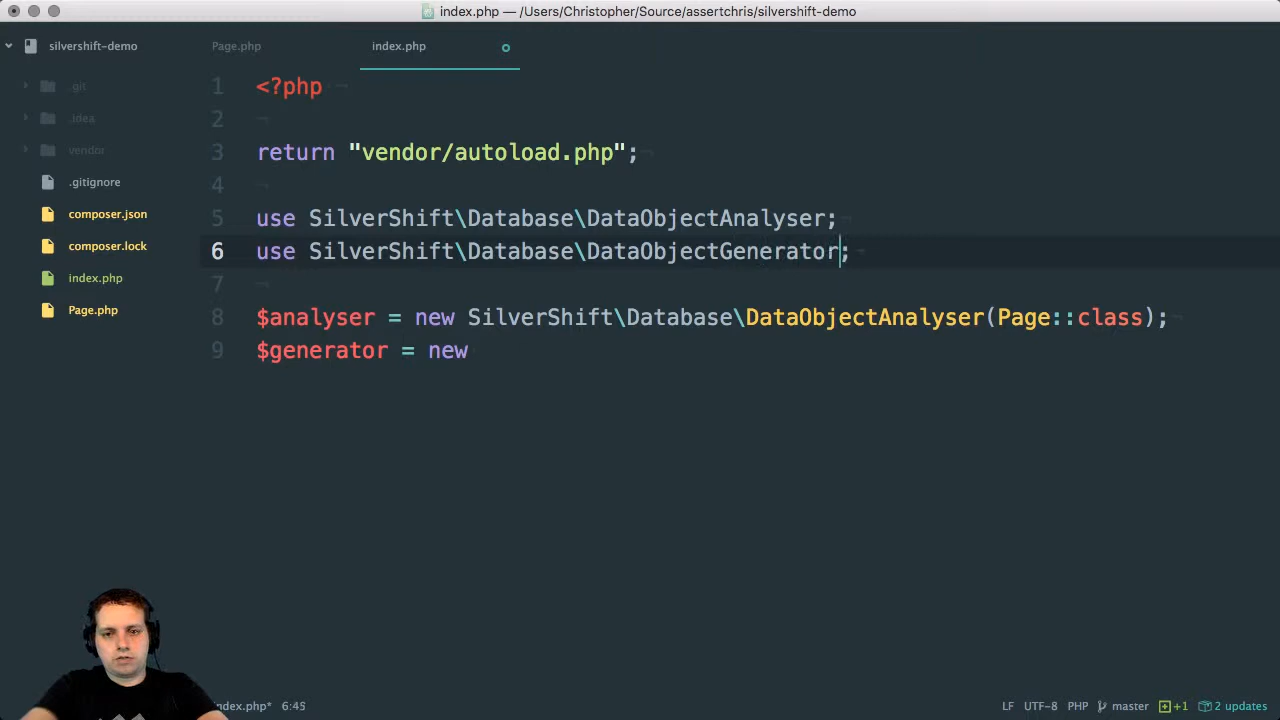 index.php — /Users/Christopher/Source/assertchris/silvershift-demo
silvershift-demo
Page.php
index.php
.git
.idea
vendor
.gitignore
composer.json
composer.lock
index.php
Page.php
1 <?php
2
3 return "vendor/autoload.php";
4
5 use SilverShift\Database\DataObjectAnalyser;
6 use SilverShift\Database\DataObjectGenerator;
7
8 $analyser = new SilverShift\Database\DataObjectAnalyser(Page::class);
9 $generator = new
index.php* 6:45
LF UTF-8 PHP master +1 2 updates